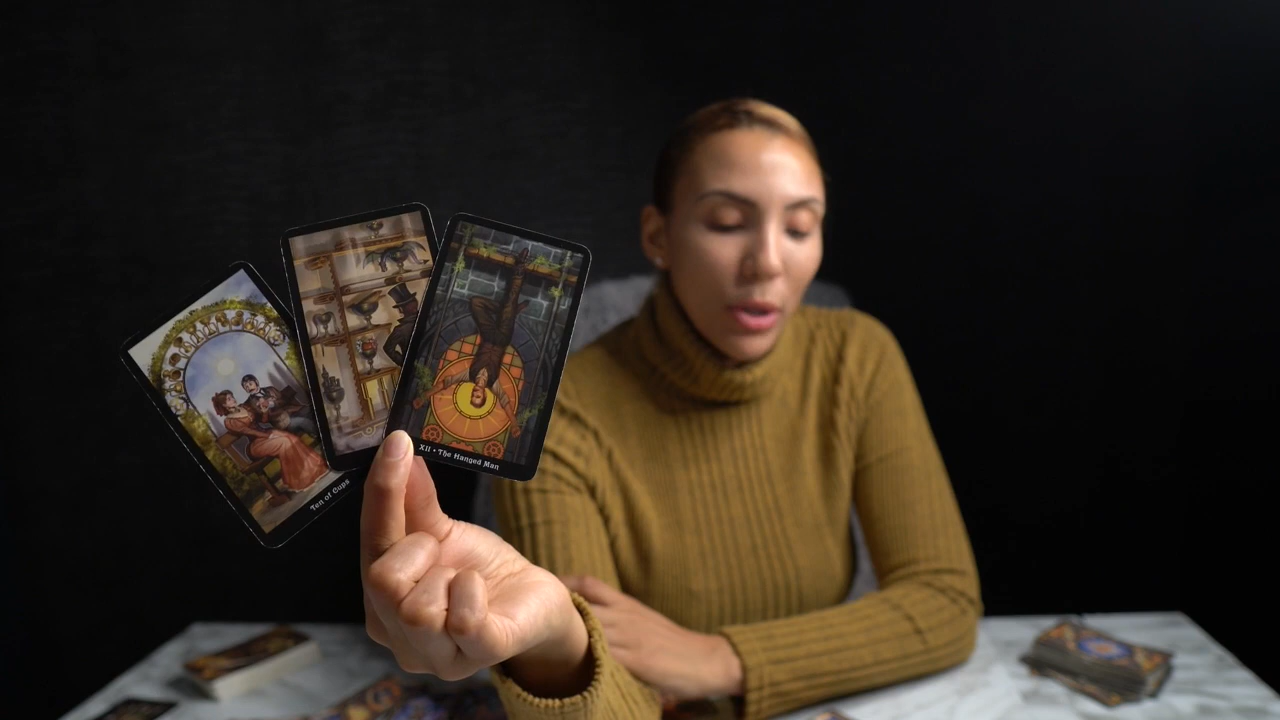 Ten of Cups
XII • The Hanged Man